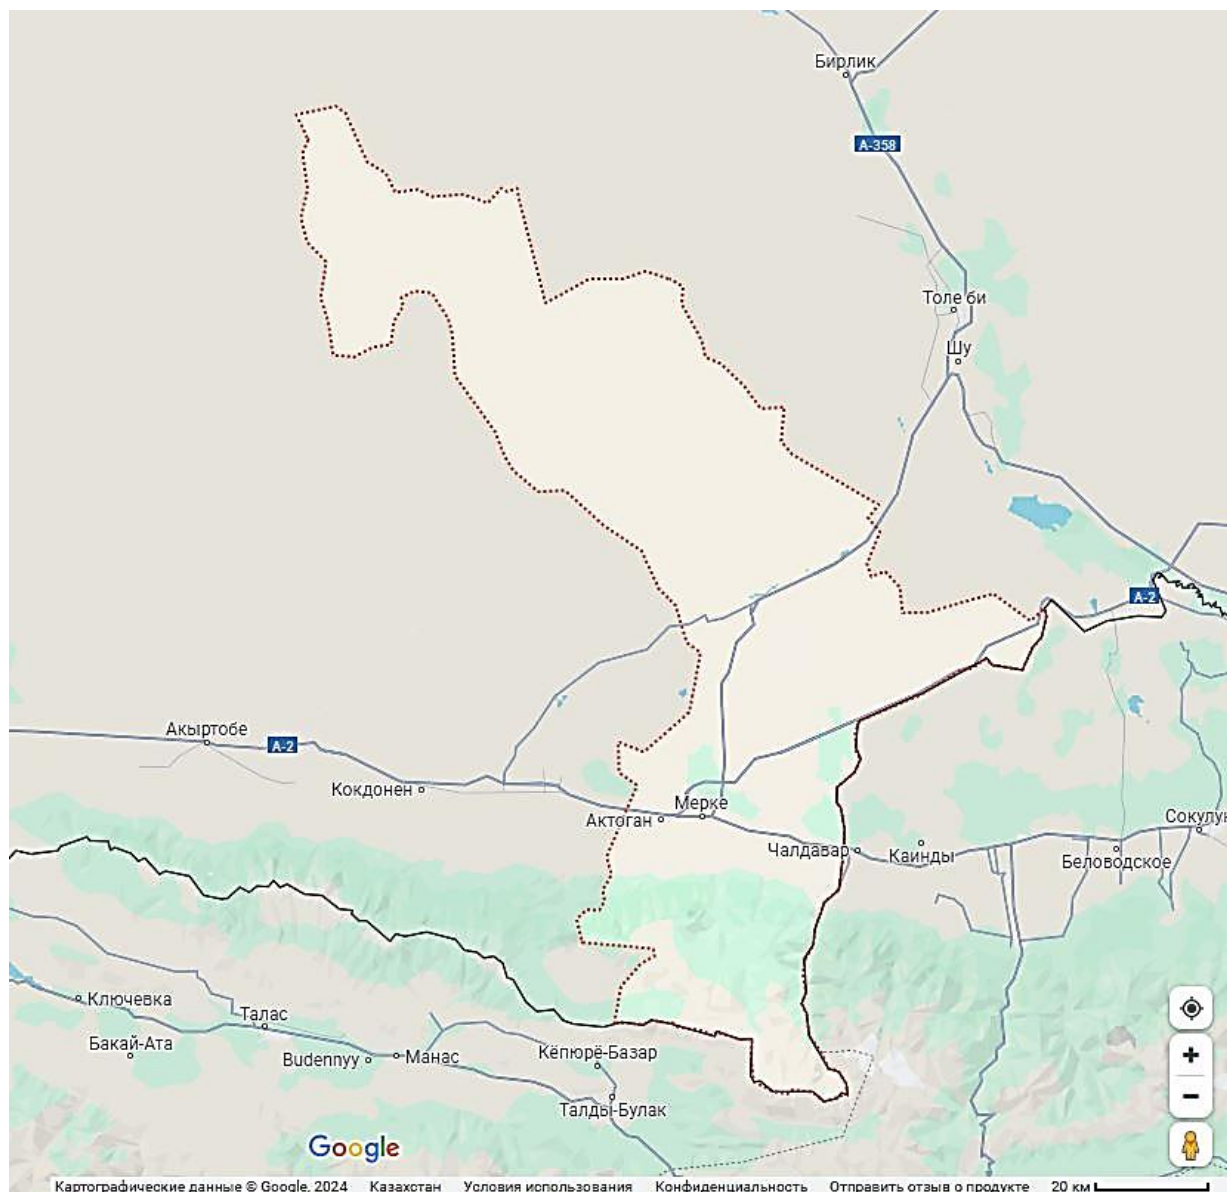 Бирлик
А-358
Толе би
Шу
А-2
Акыртобе
А-2
Кокдонен
Мерке
Актоган
Сокулук
Чалдавар
Каинды
Беловодское
Ключевка
Талас
Бакай-Ата
Budennyy
Манас
Кёпюрё-Базар
Талды-Булак
Google
Картографические данные © Google, 2024 Казахстан Условия использования Конфиденциальность Отправить отзыв о продукте 20 км